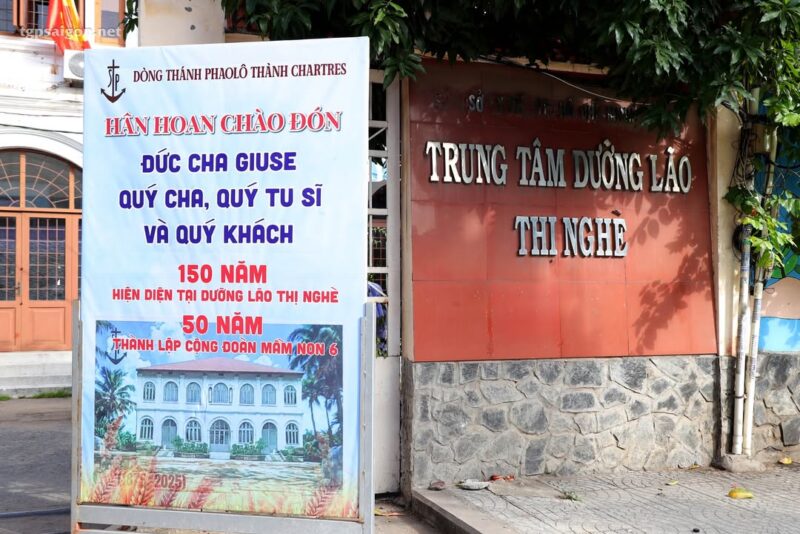 tgpsaigon.net
DÒNG THÁNH PHAOLÔ THÀNH CHARTRES
HÂN HOAN CHÀO ĐÓN
ĐỨC CHA GIUSE
QUÝ CHA, QUÝ TU SĨ
VÀ QUÝ KHÁCH
150 NĂM
HIỆN DIỆN TẠI DƯỠNG LÃO THỊ NGHÈ
50 NĂM
THÀNH LẬP CỘNG ĐOÀN MẦM NON 6
TRUNG TÂM DƯỠNG LÃO
THỊ NGHÈ